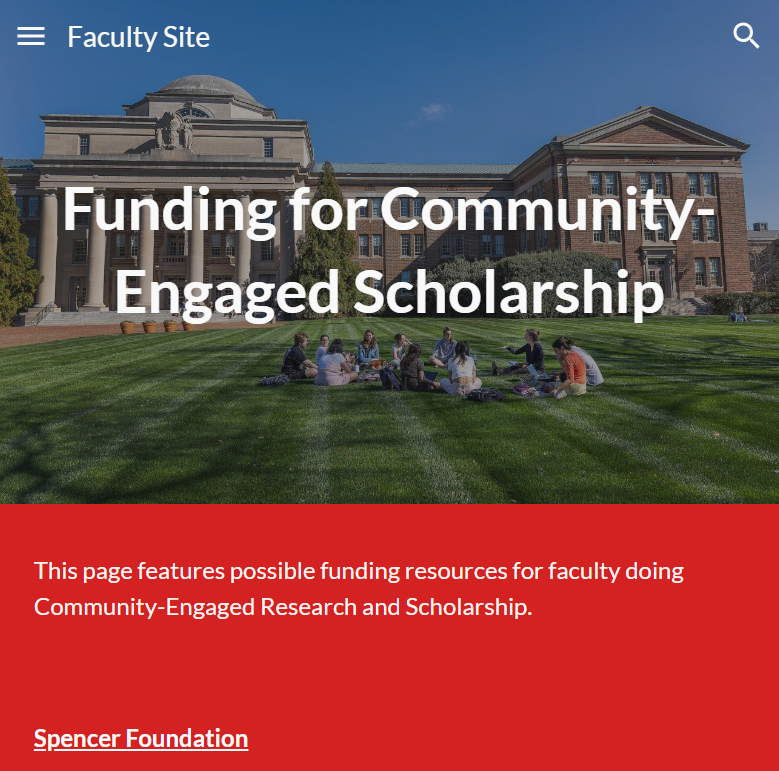 Faculty Site
Funding for Community-
Engaged Scholarship
This page features possible funding resources for faculty doing
Community-Engaged Research and Scholarship.
Spencer Foundation